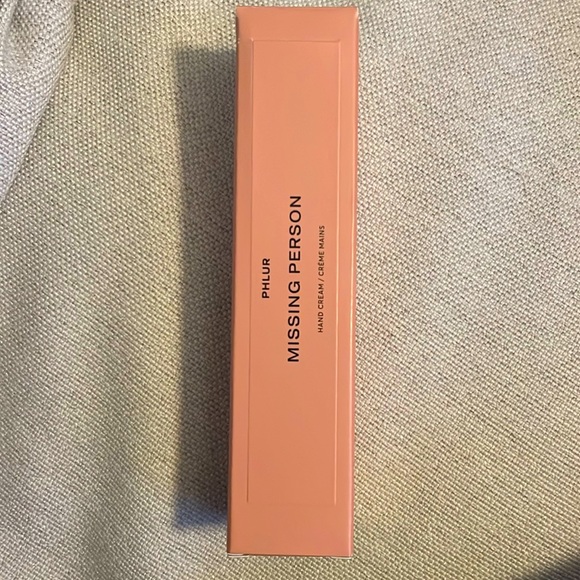 PHLUR
MISSING PERSON
HAND CREAM / CRÈME MAINS